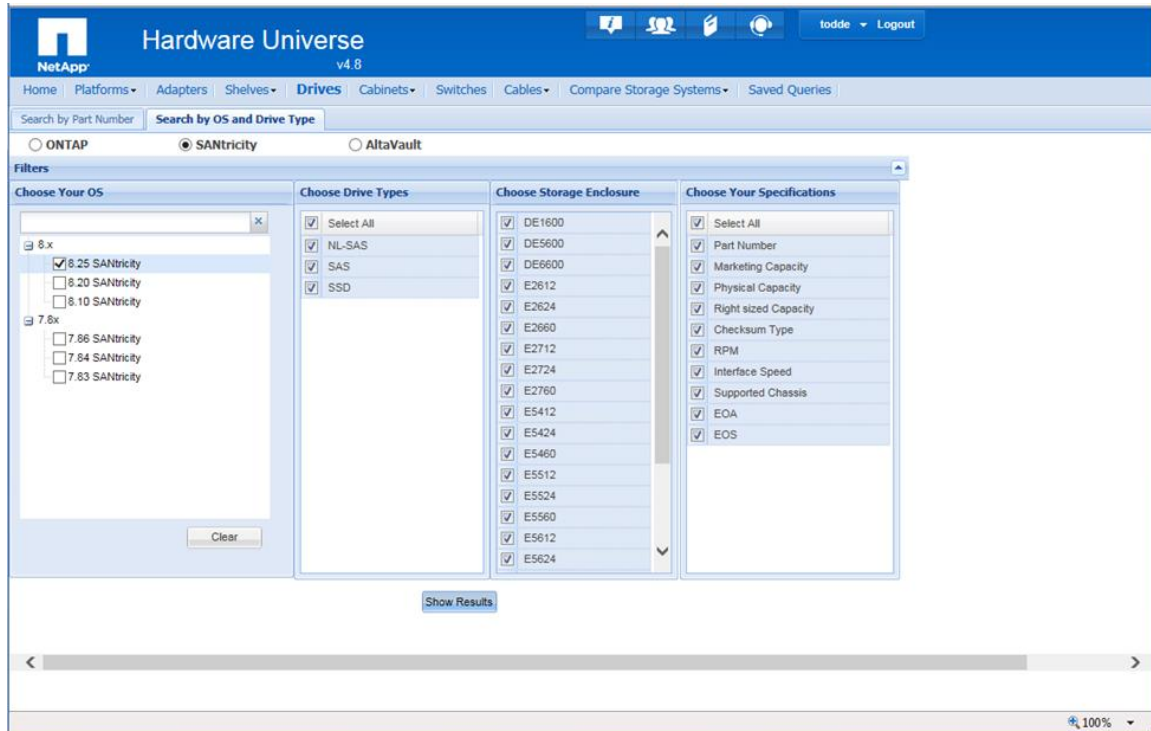 NetApp
Hardware Universe
v4.8
todde Logout
Home Platforms Adapters Shelves Drives Cabinets Switches Cables Compare Storage Systems Saved Queries
Search by Part Number Search by OS and Drive Type
ONTAP SANtricity AltaVault
Filters
Choose Your OS
8.x
8.25 SANtricity
8.20 SANtricity
8.10 SANtricity
7.8x
7.86 SANtricity
7.84 SANtricity
7.83 SANtricity
Clear
Choose Drive Types
Select All
NL-SAS
SAS
SSD
Choose Storage Enclosure
DE1600
DE5600
DE6600
E2612
E2624
E2660
E2712
E2724
E2760
E5412
E5424
E5460
E5512
E5524
E5560
E5612
E5624
Choose Your Specifications
Select All
Part Number
Marketing Capacity
Physical Capacity
Right sized Capacity
Checksum Type
RPM
Interface Speed
Supported Chassis
EOA
EOS
Show Results
100%